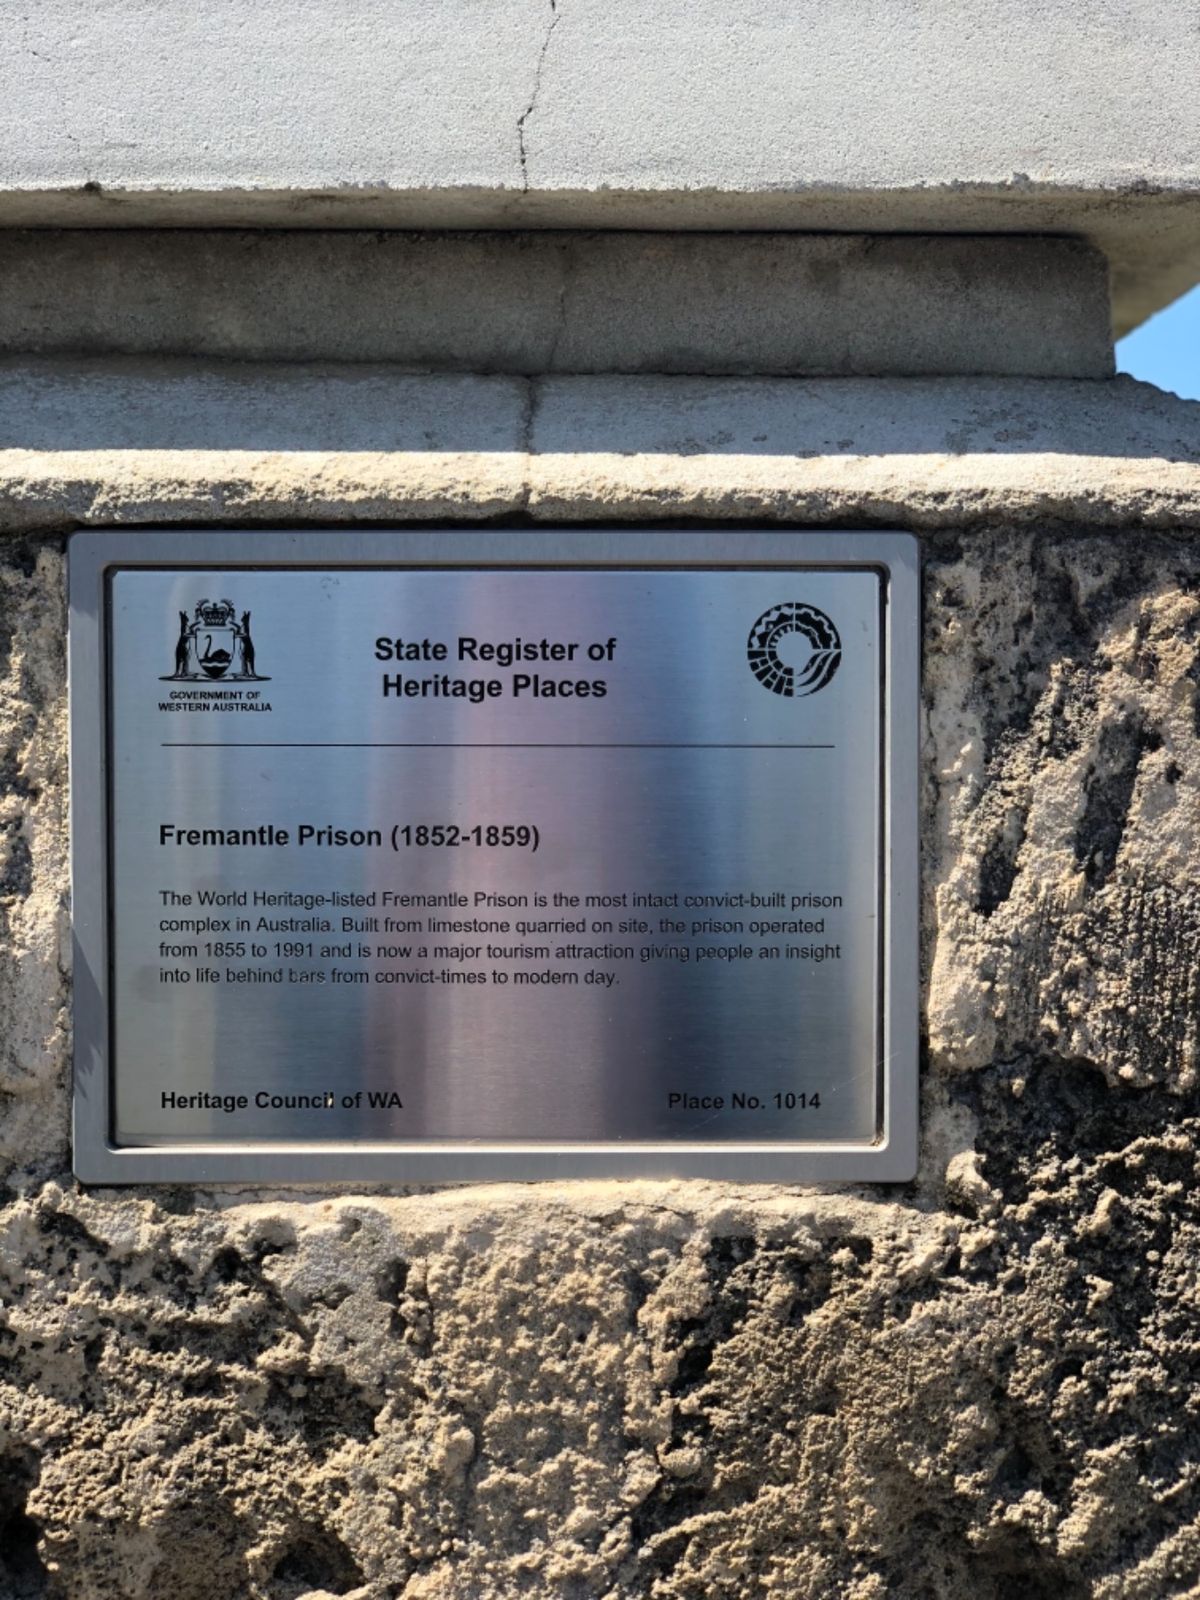 GOVERNMENT OF
WESTERN AUSTRALIA
State Register of
Heritage Places
Fremantle Prison (1852-1859)
The World Heritage-listed Fremantle Prison is the most intact convict-built prison
complex in Australia. Built from limestone quarried on site, the prison operated
from 1855 to 1991 and is now a major tourism attraction giving people an insight
into life behind bars from convict-times to modern day.
Heritage Council of WA
Place No. 1014